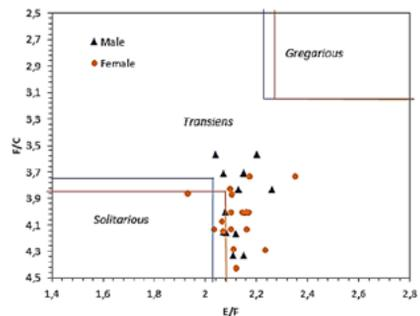 2,5
2,7
2,9
3,1
3,3
3,5
3,7
3,9
4,1
4,3
4,5
F/C
Male
Female
Gregarious
Transiens
Solitarious
1,4 1,6 1,8 2 2,2 2,4 2,6 2,8
E/F